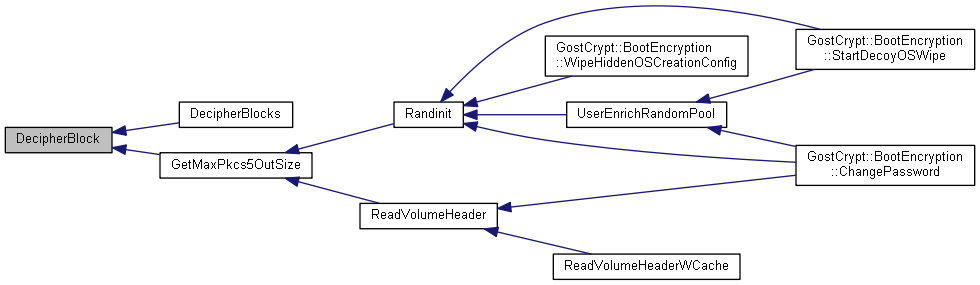 DecipherBlock
DecipherBlocks
GetMaxPkcs5OutSize
Randinit
ReadVolumeHeader
GostCrypt::BootEncryption
::WipeHiddenOSCreationConfig
UserEnrichRandomPool
ReadVolumeHeaderWCache
GostCrypt::BootEncryption
::StartDecoyOSWipe
GostCrypt::BootEncryption
::ChangePassword